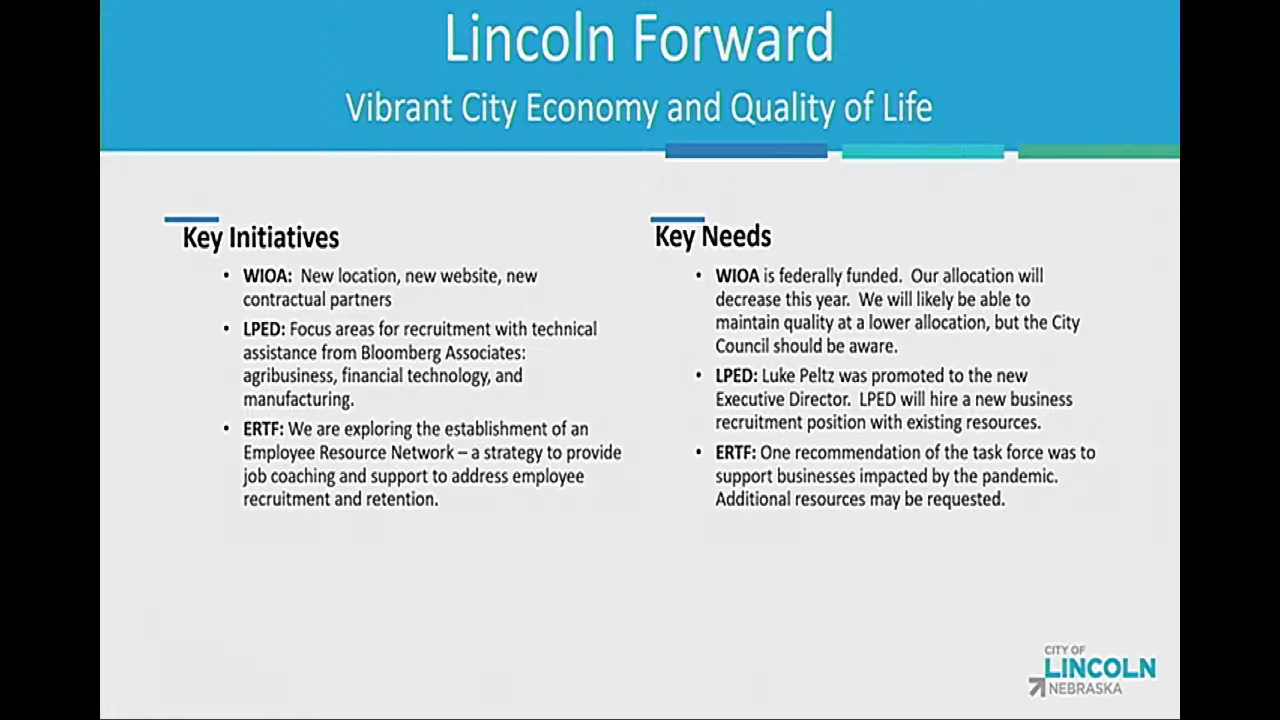 Lincoln Forward
Vibrant City Economy and Quality of Life
Key Initiatives
• WIOA: New location, new website, new
contractual partners
• LPED: Focus areas for recruitment with technical
assistance from Bloomberg Associates:
agribusiness, financial technology, and
manufacturing.
• ERTF: We are exploring the establishment of an
Employee Resource Network – a strategy to provide
job coaching and support to address employee
recruitment and retention.
Key Needs
• WIOA is federally funded. Our allocation will
decrease this year. We will likely be able to
maintain quality at a lower allocation, but the City
Council should be aware.
• LPED: Luke Peltz was promoted to the new
Executive Director. LPED will hire a new business
recruitment position with existing resources.
• ERTF: One recommendation of the task force was to
support businesses impacted by the pandemic.
Additional resources may be requested.
CITY OF
LINCOLN
NEBRASKA